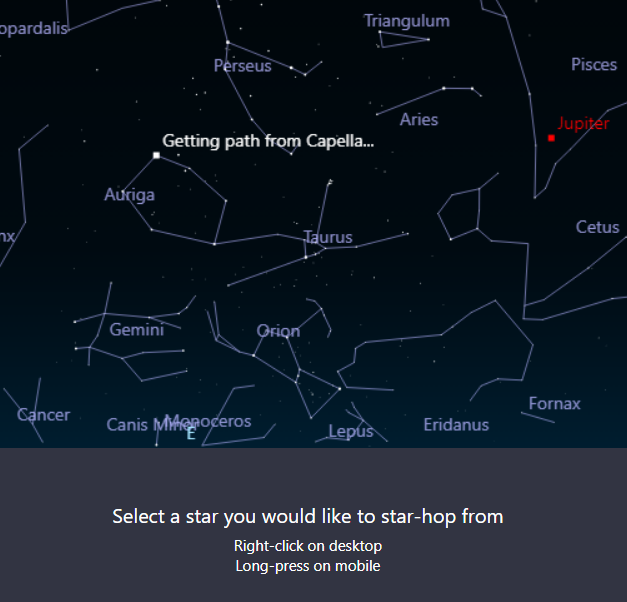 opardalis
Triangulum
Perseus
Pisces
Aries
Jupiter
Getting path from Capella...
Auriga
Taurus
Cetus
nx
Gemini
Orion
Cancer
Canis Minor
Monoceros
E
Lepus
Eridanus
Fornax
Select a star you would like to star-hop from
Right-click on desktop
Long-press on mobile